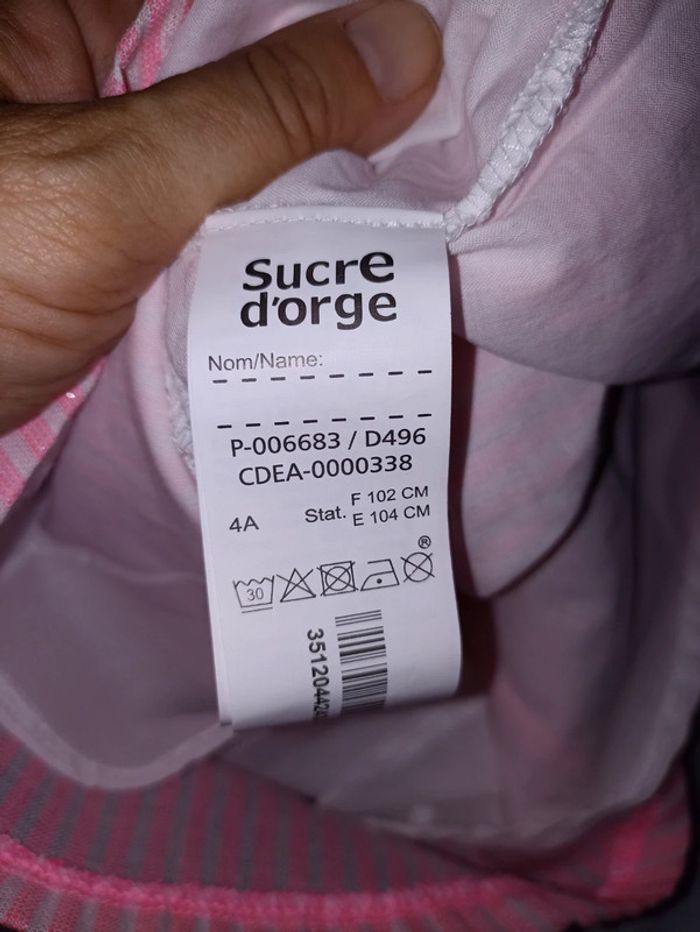 Sucre
d'orge
Nom/Name:
P-006683 / D496
CDEA-0000338
4A Stat. F 102 CM
E 104 CM
®
30